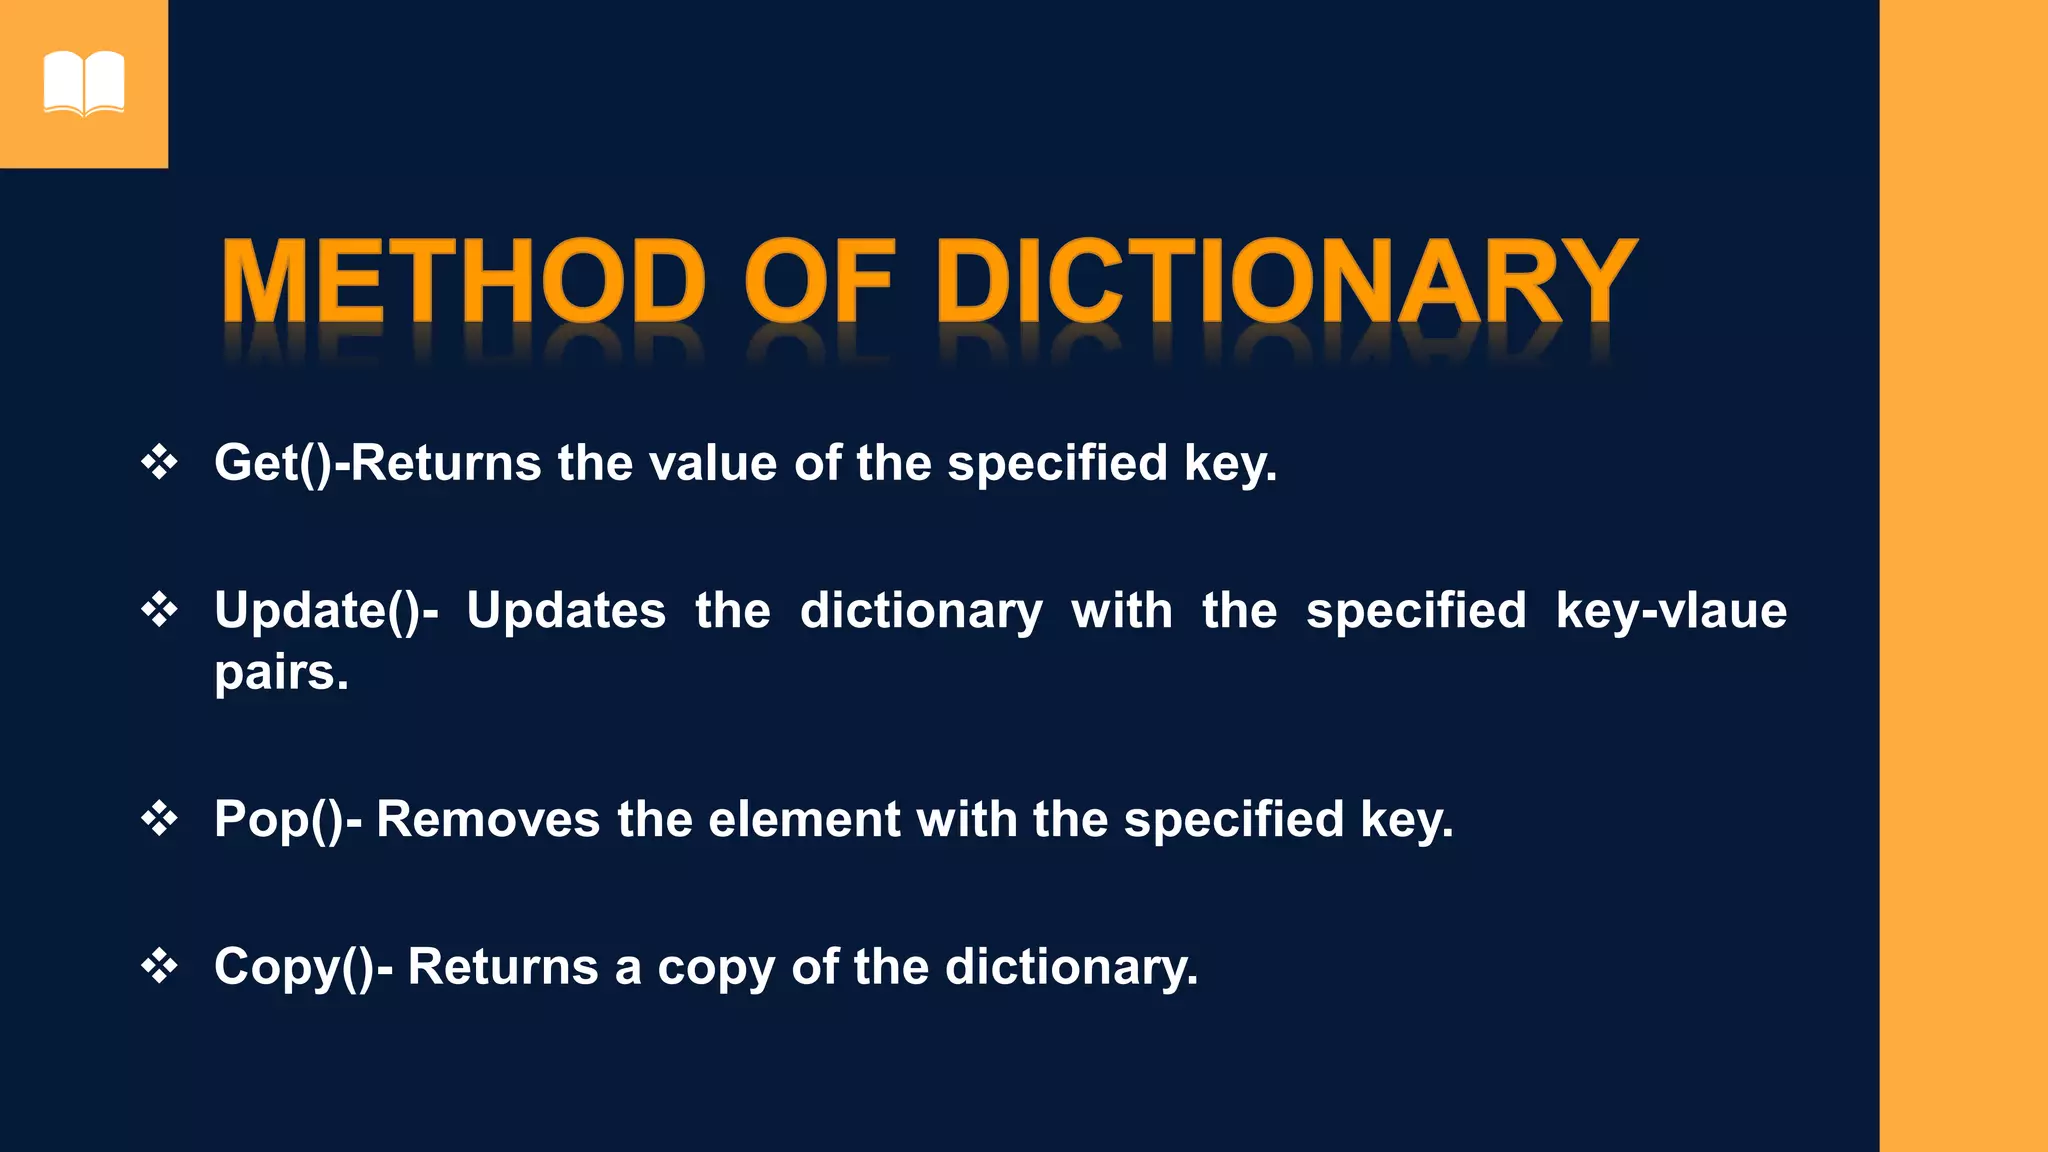 METHOD OF DICTIONARY
❖ Get()-Returns the value of the specified key.
❖ Update()- Updates the dictionary with the specified key-vlaue
pairs.
❖ Pop()- Removes the element with the specified key.
❖ Copy()- Returns a copy of the dictionary.